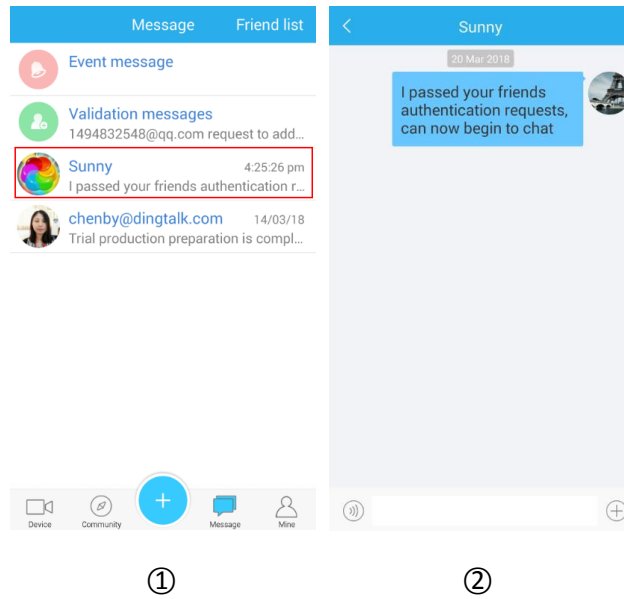 Message Friend list
Event message
Validation messages
1494832548@qq.com request to add...
Sunny 4:25:26 pm
I passed your friends authentication r...
chenby@dingtalk.com 14/03/18
Trial production preparation is compl...
+
Device Community Message Mine
①
Sunny
20 Mar 2018
I passed your friends
authentication requests,
can now begin to chat
②